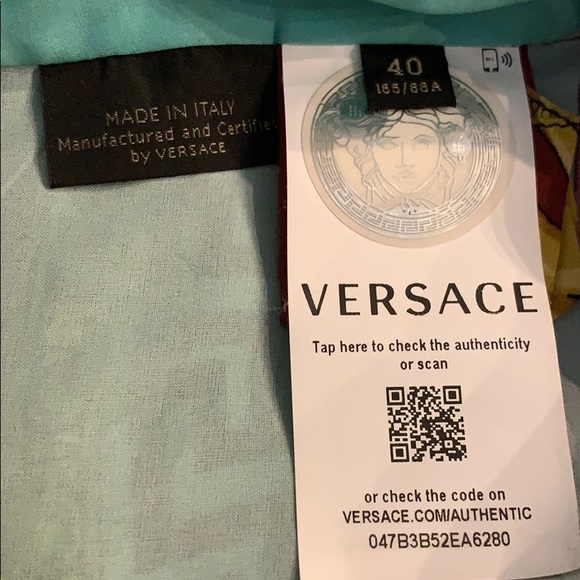 MADE IN ITALY
Manufactured and Certified
by VERSACE
40
165/88A
VERSACE
Tap here to check the authenticity
or scan
or check the code on
VERSACE.COM/AUTHENTIC
047B3B52EA6280